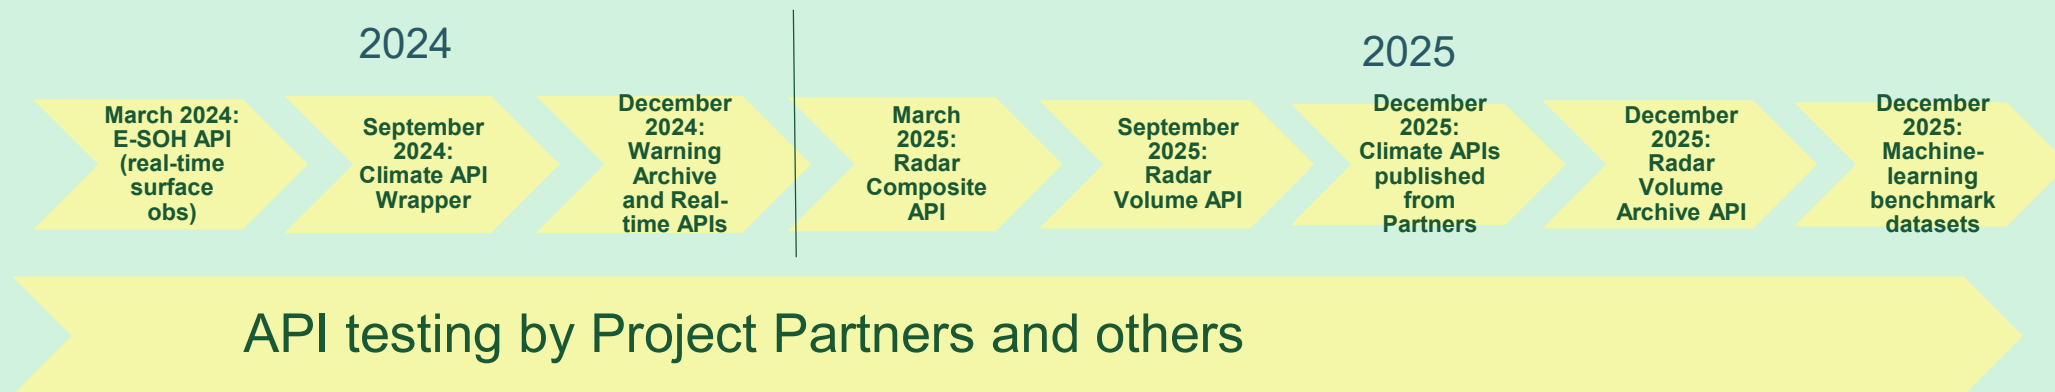 2024
2025
March 2024:
E-SOH API
(real-time
surface
obs)
September
2024:
Climate API
Wrapper
December
2024:
Warning
Archive
and Real-
time APIs
March
2025:
Radar
Composite
API
September
2025:
Radar
Volume API
December
2025:
Climate APIs
published
from
Partners
December
2025:
Radar
Volume
Archive API
December
2025:
Machine-
learning
benchmark
datasets
API testing by Project Partners and others